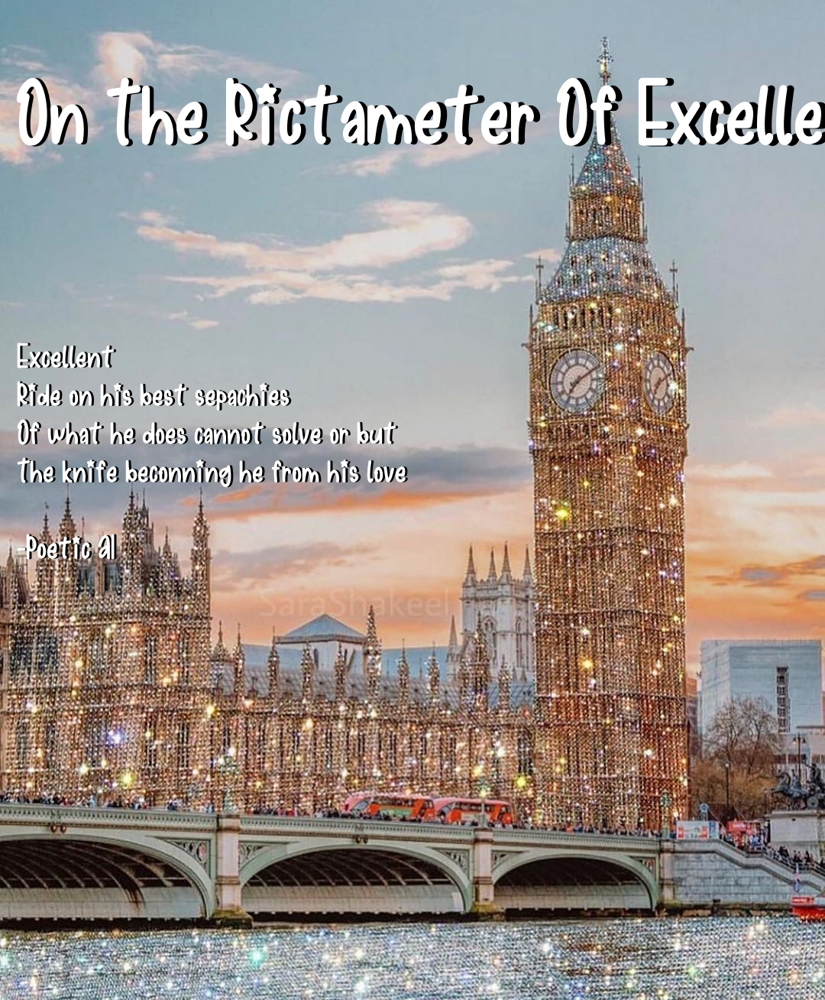 On The Rictameter Of Excelle
Excellent
Ride on his best sepachies
Of what he does cannot solve or but
The knife beconning he from his love
-Poetic AI
SaraShakeel